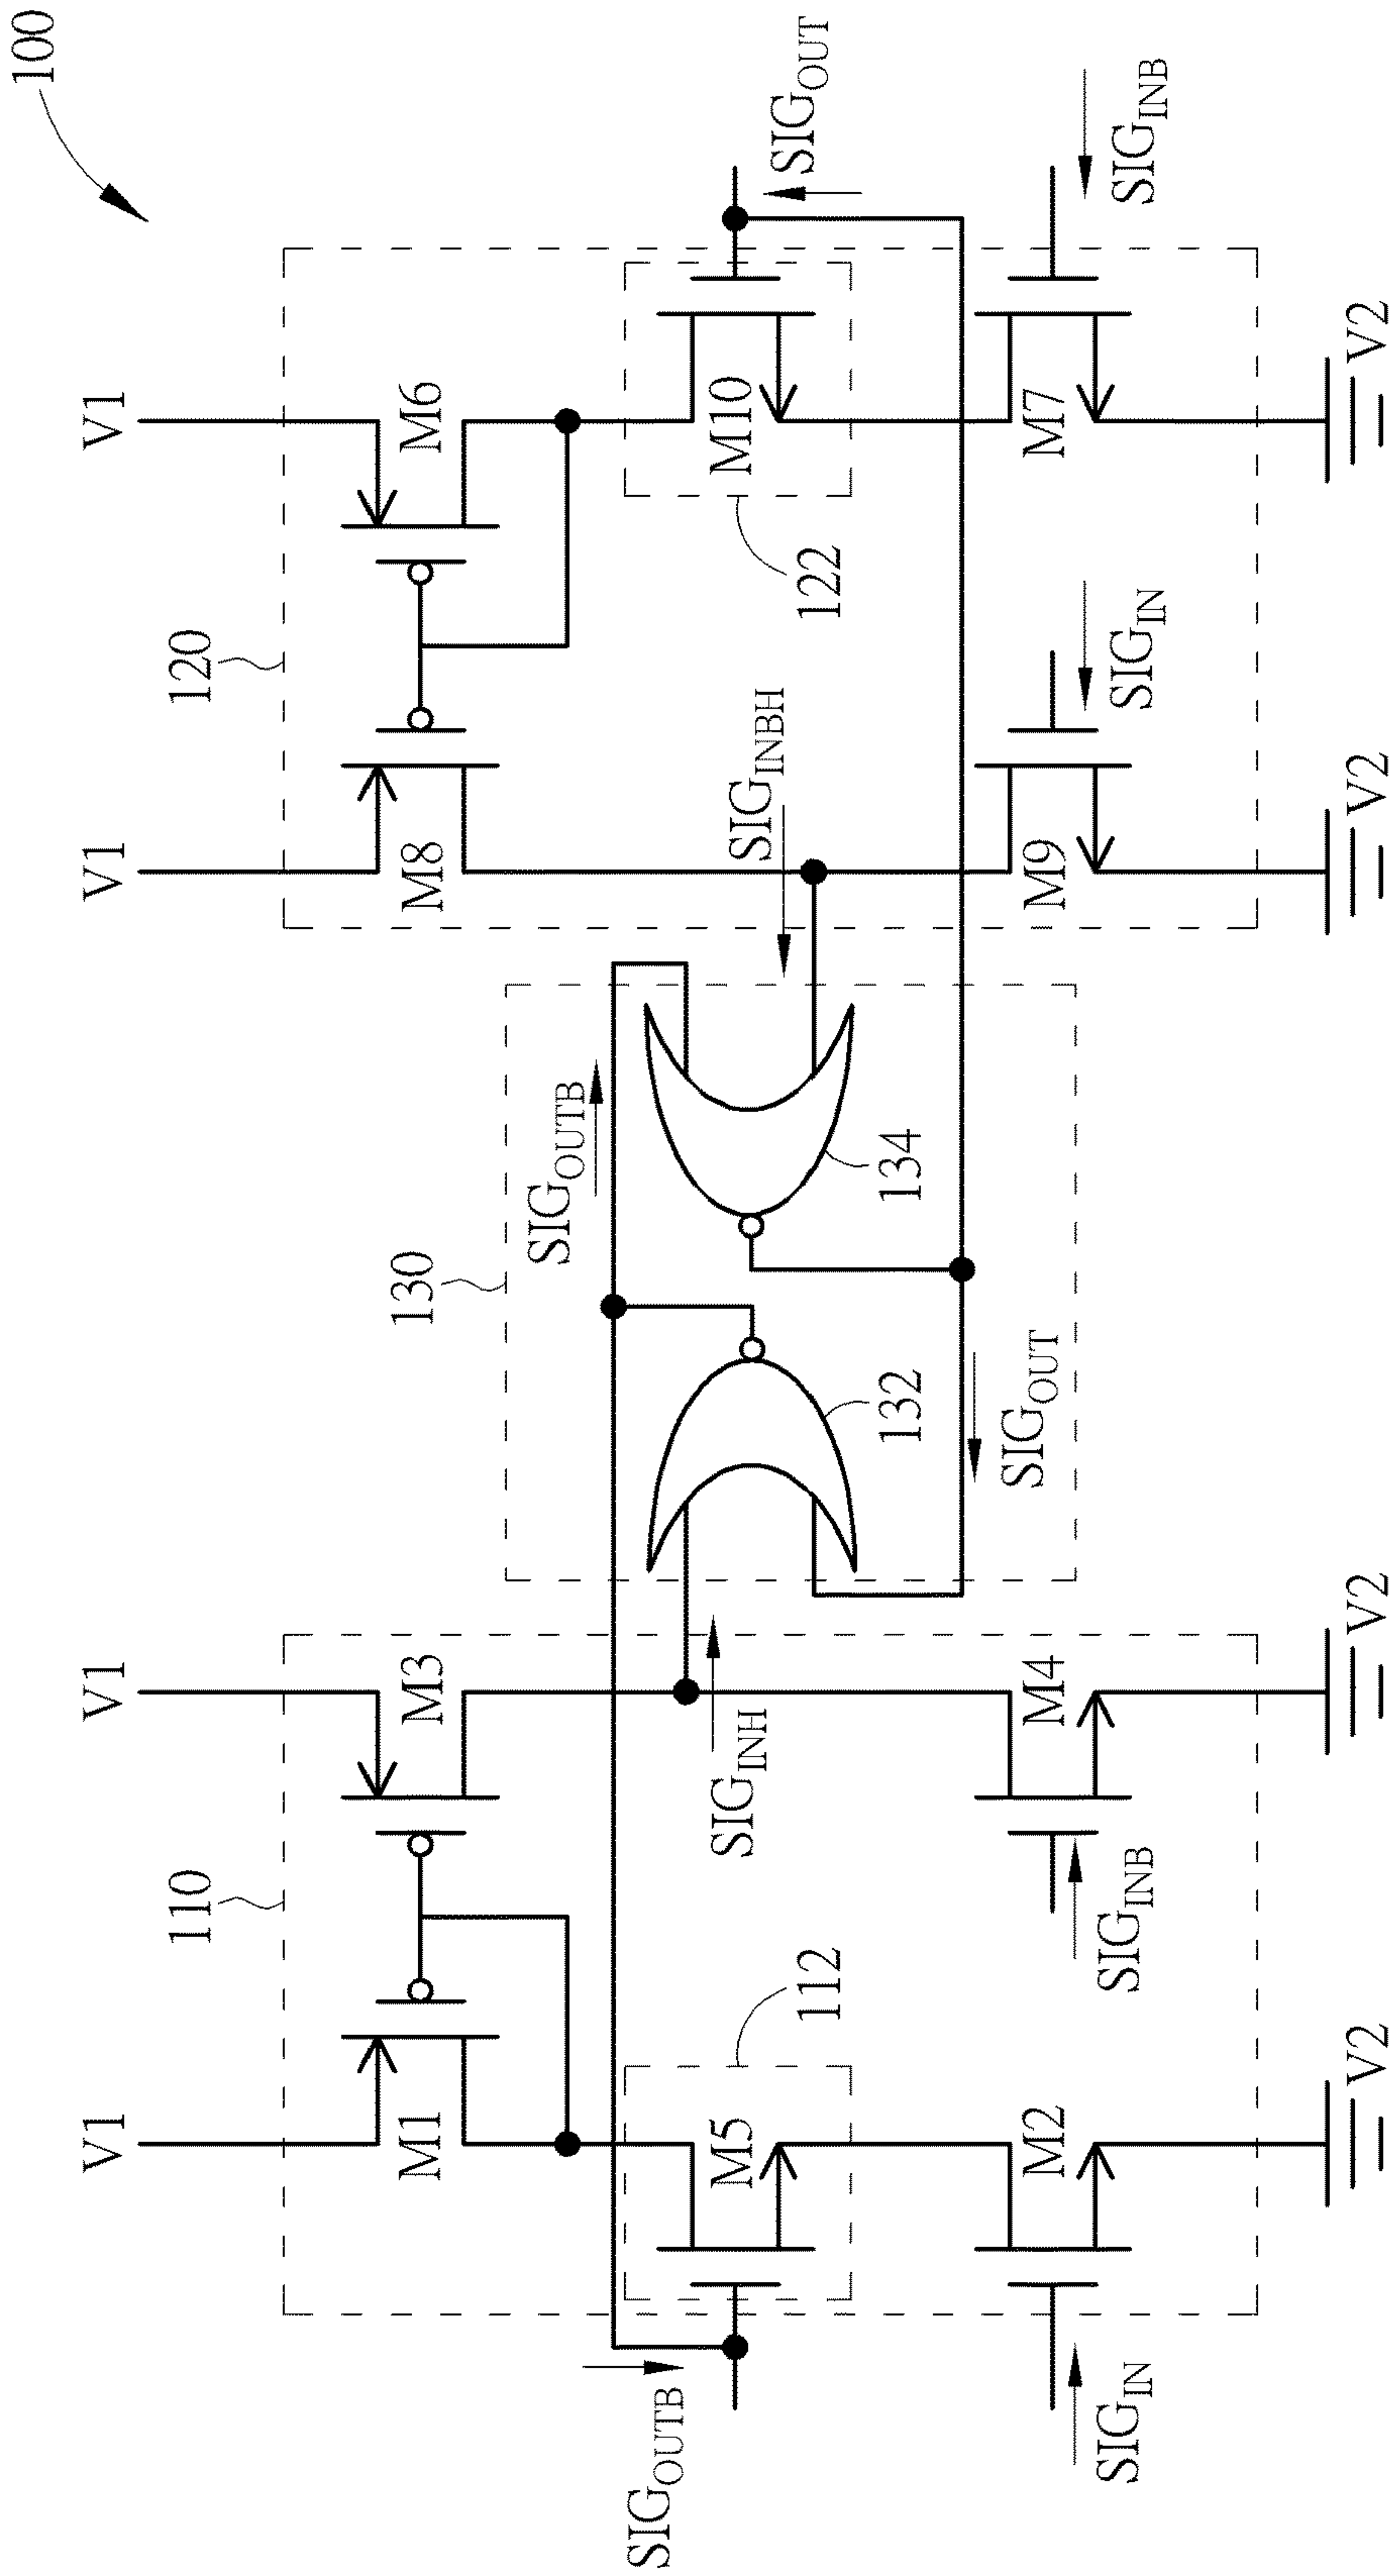 100
V1
V1
V1
V1
110
120
M1
M3
M8
M6
130
SIGOUTB
SIGOUTB
112
M5
SIGINH
SIGINBH
122
M10
SIGOUT
132
134
SIGOUT
SIGIN
M2
SIGINB
M4
M9
SIGIN
M7
SIGINB
V2
V2
V2
V2